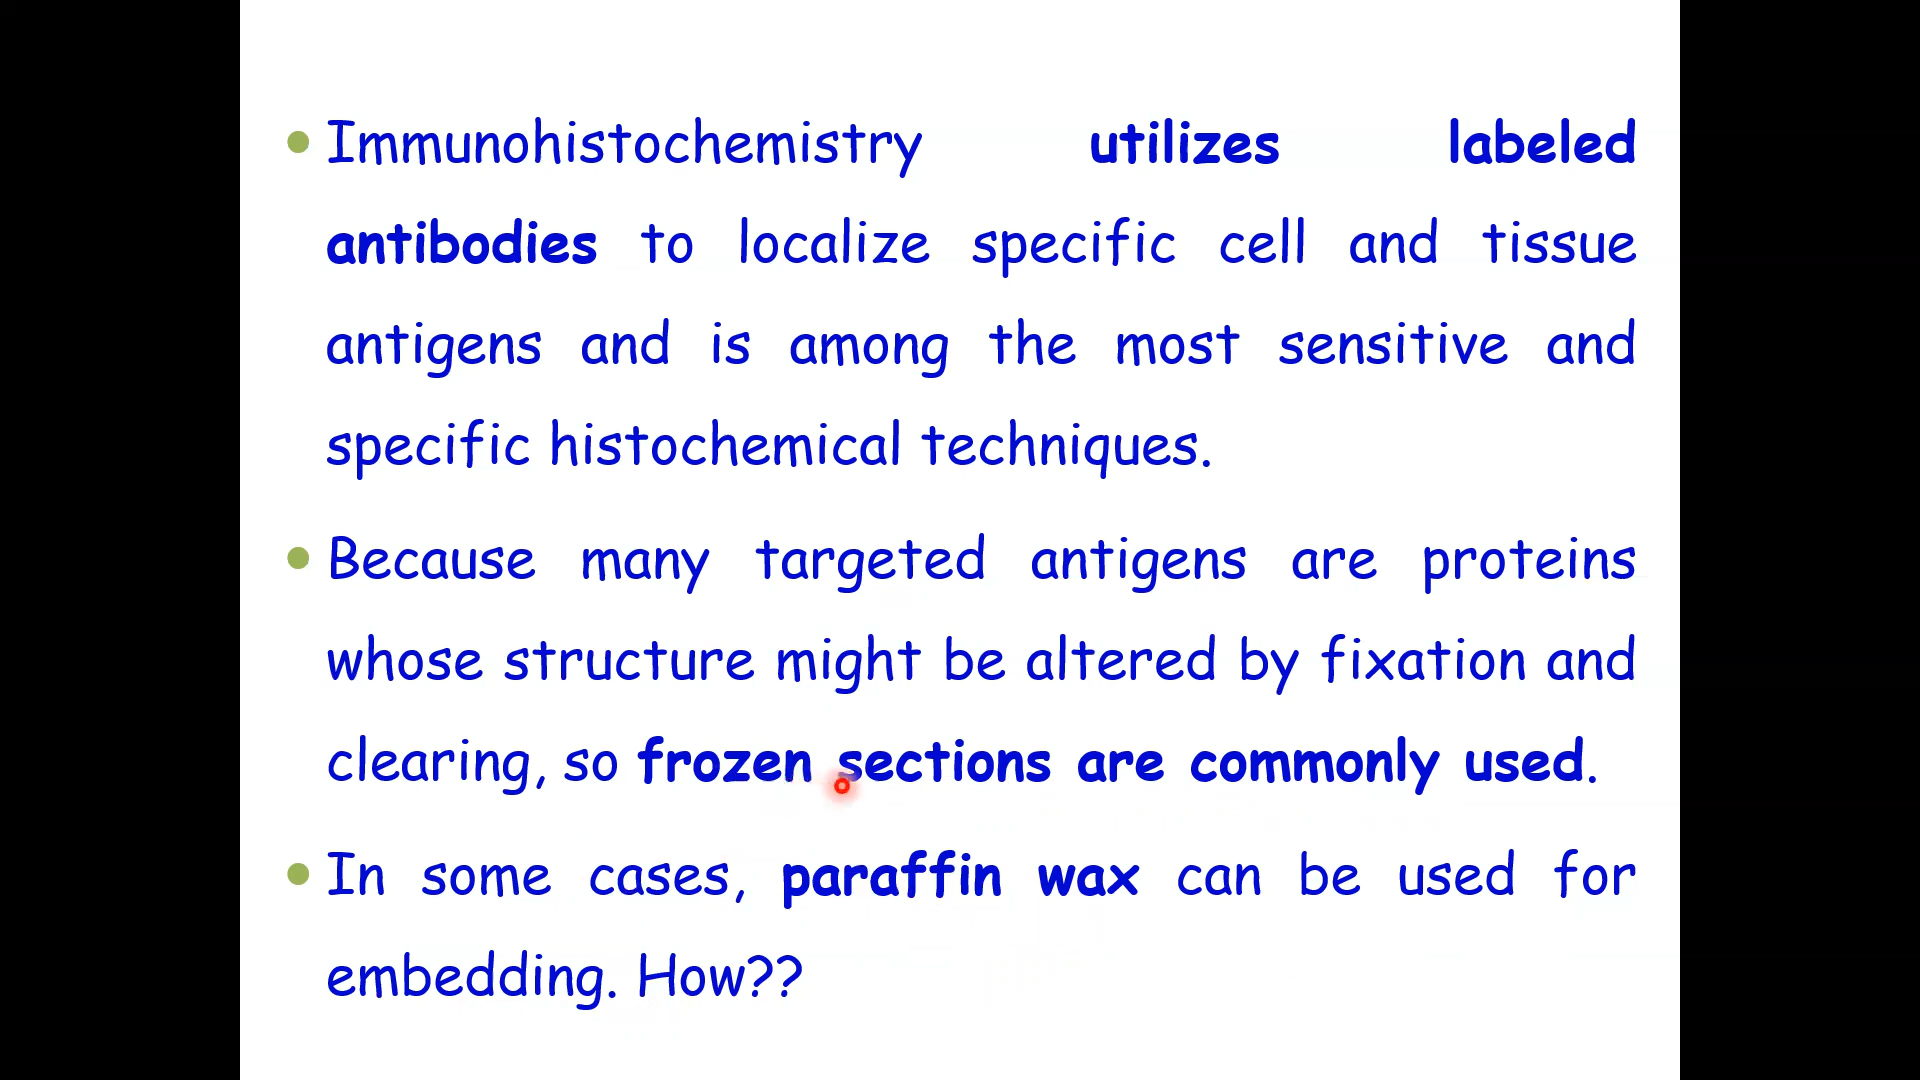 • Immunohistochemistry utilizes labeled
antibodies to localize specific cell and tissue
antigens and is among the most sensitive and
specific histochemical techniques.
• Because many targeted antigens are proteins
whose structure might be altered by fixation and
clearing, so frozen sections are commonly used.
• In some cases, paraffin wax can be used for
embedding. How??